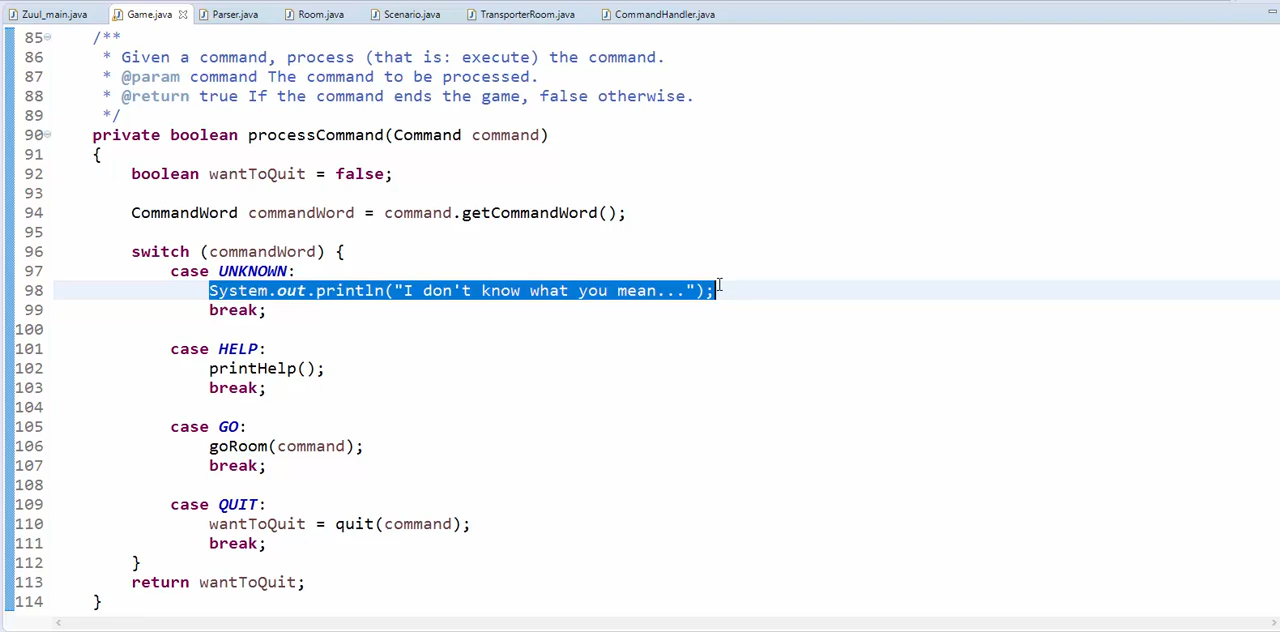 Zuul_main.java Game.java Parser.java Room.java Scenario.java TransporterRoom.java CommandHandler.java
85 /**
86 * Given a command, process (that is: execute) the command.
87 * @param command The command to be processed.
88 * @return true If the command ends the game, false otherwise.
89 */
90 private boolean processCommand(Command command)
91 {
92 boolean wantToQuit = false;
93
94 CommandWord commandWord = command.getCommandWord();
95
96 switch (commandWord) {
97 case UNKNOWN:
98 System.out.println("I don't know what you mean...");
99 break;
100
101 case HELP:
102 printHelp();
103 break;
104
105 case GO:
106 goRoom(command);
107 break;
108
109 case QUIT:
110 wantToQuit = quit(command);
111 break;
112 }
113 return wantToQuit;
114 }